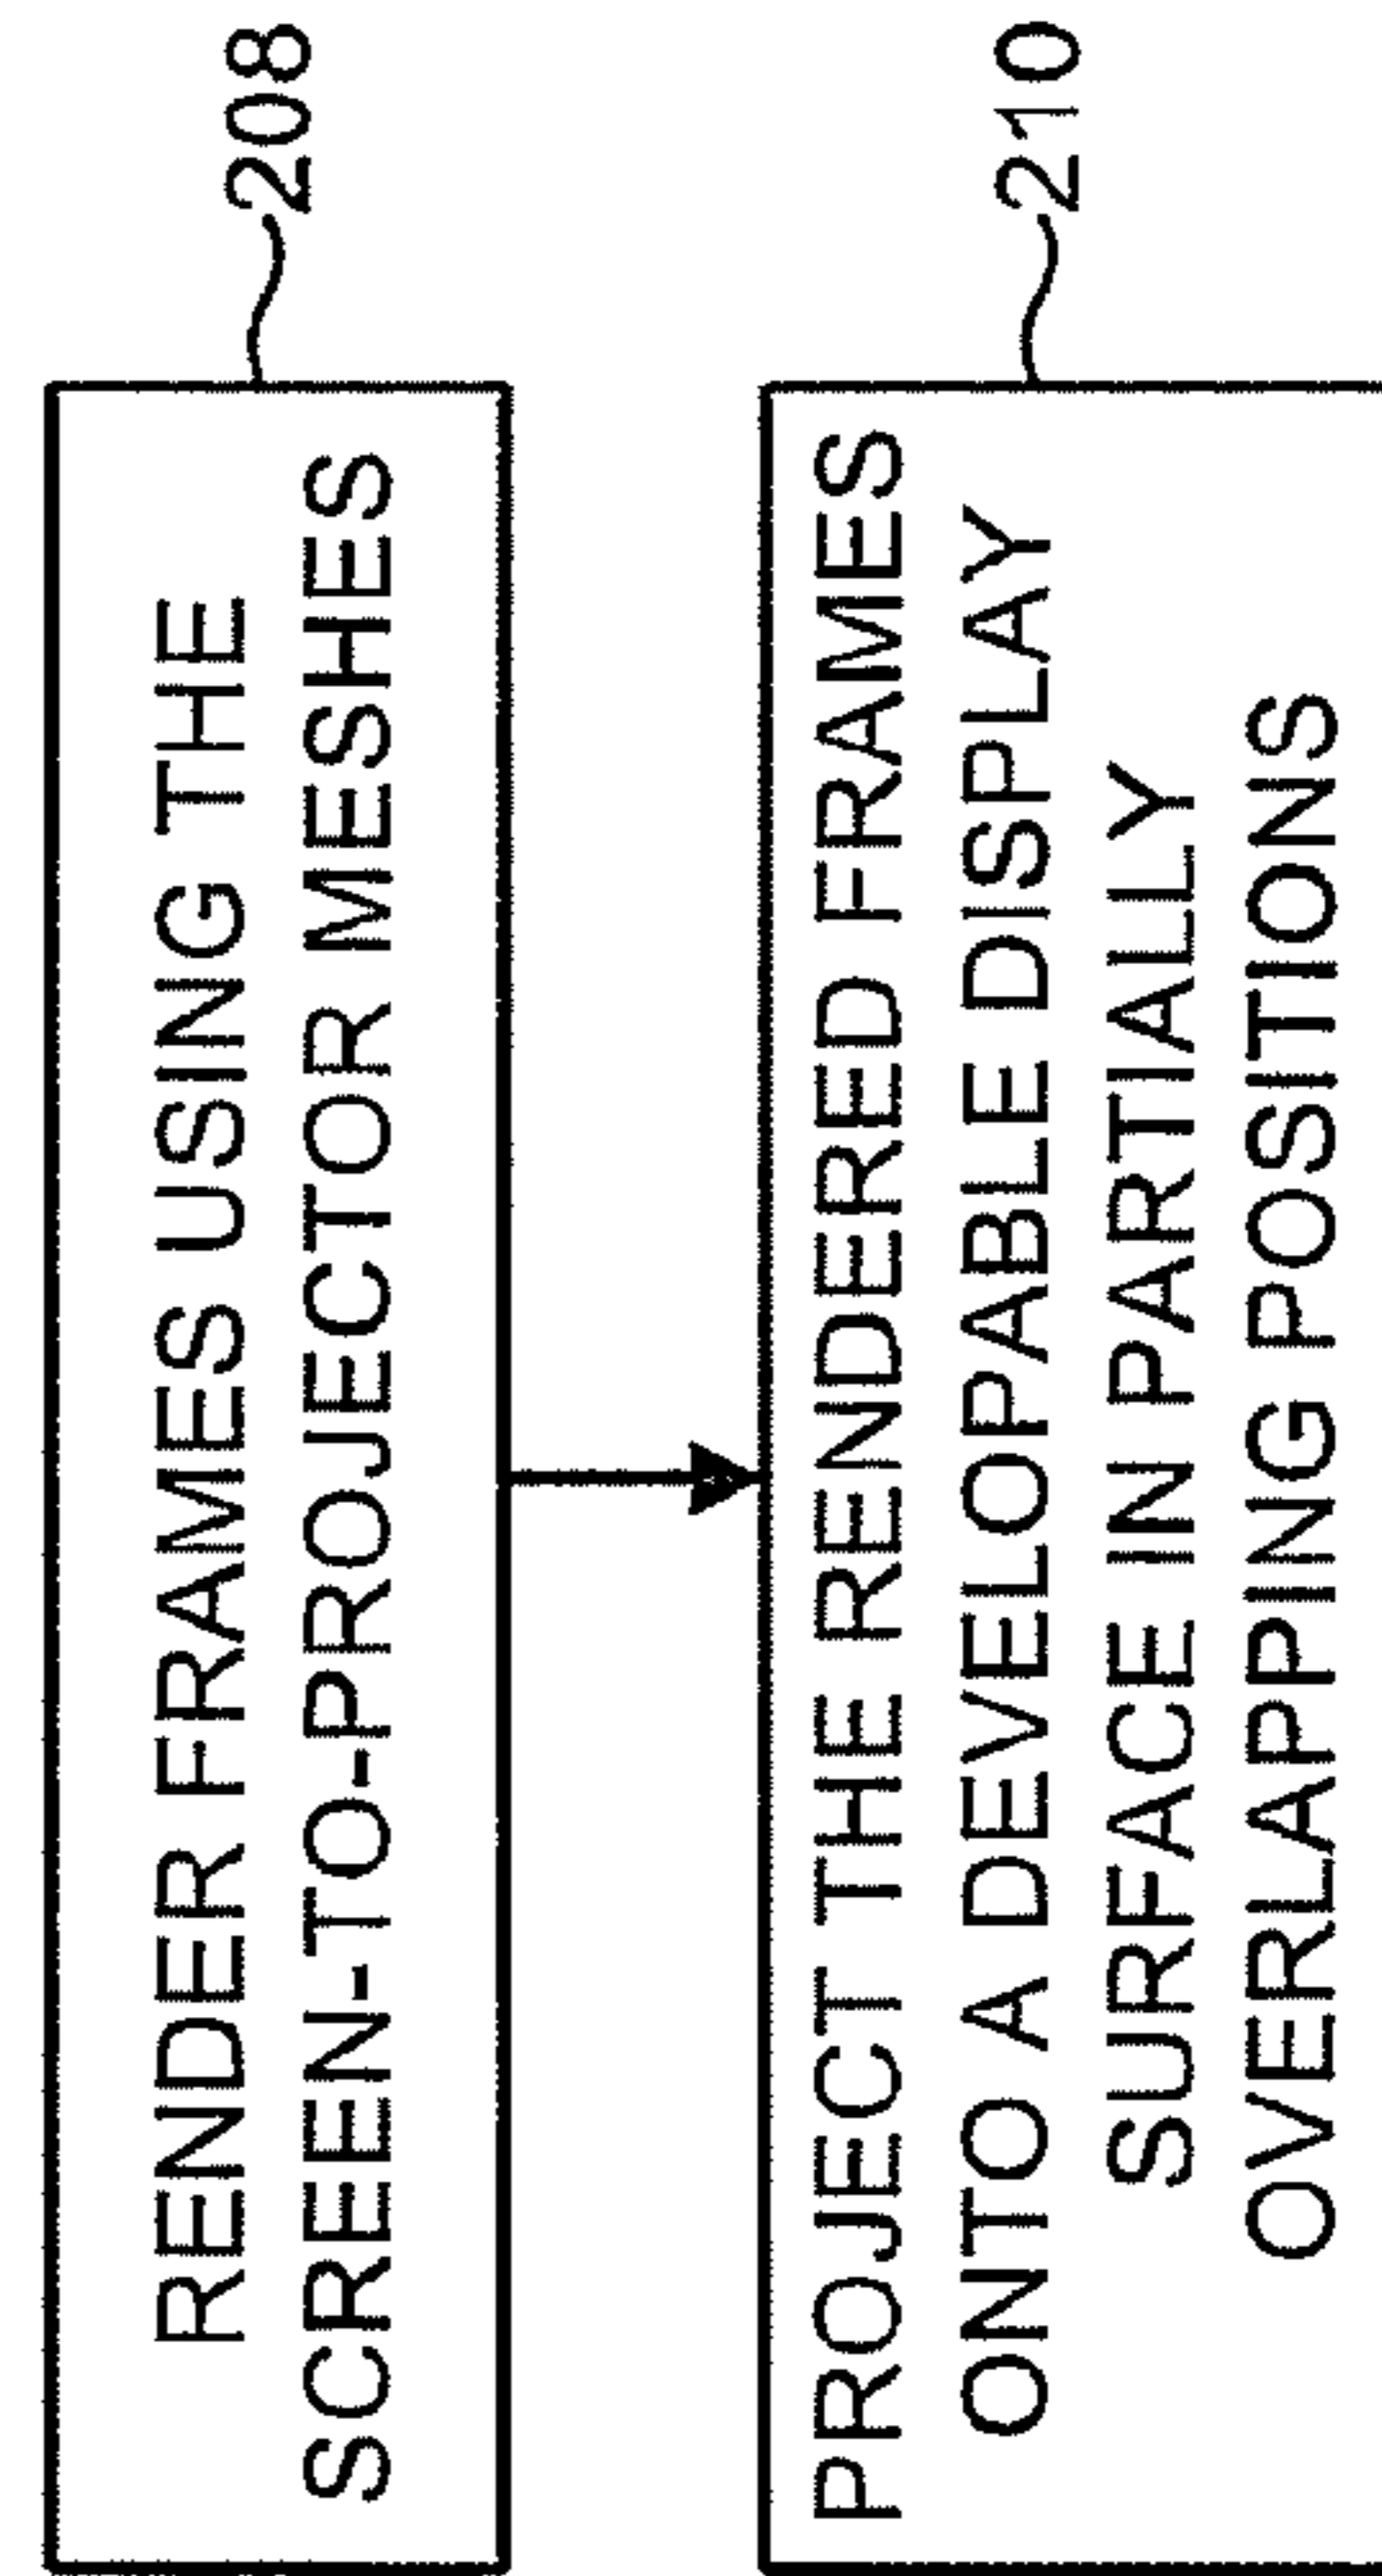 RENDER FRAMES USING THE
SCREEN-TO-PROJECTOR MESHES
208
PROJECT THE RENDERED FRAMES
ONTO A DEVELOPABLE DISPLAY
SURFACE IN PARTIALLY
OVERLAPPING POSITIONS
210